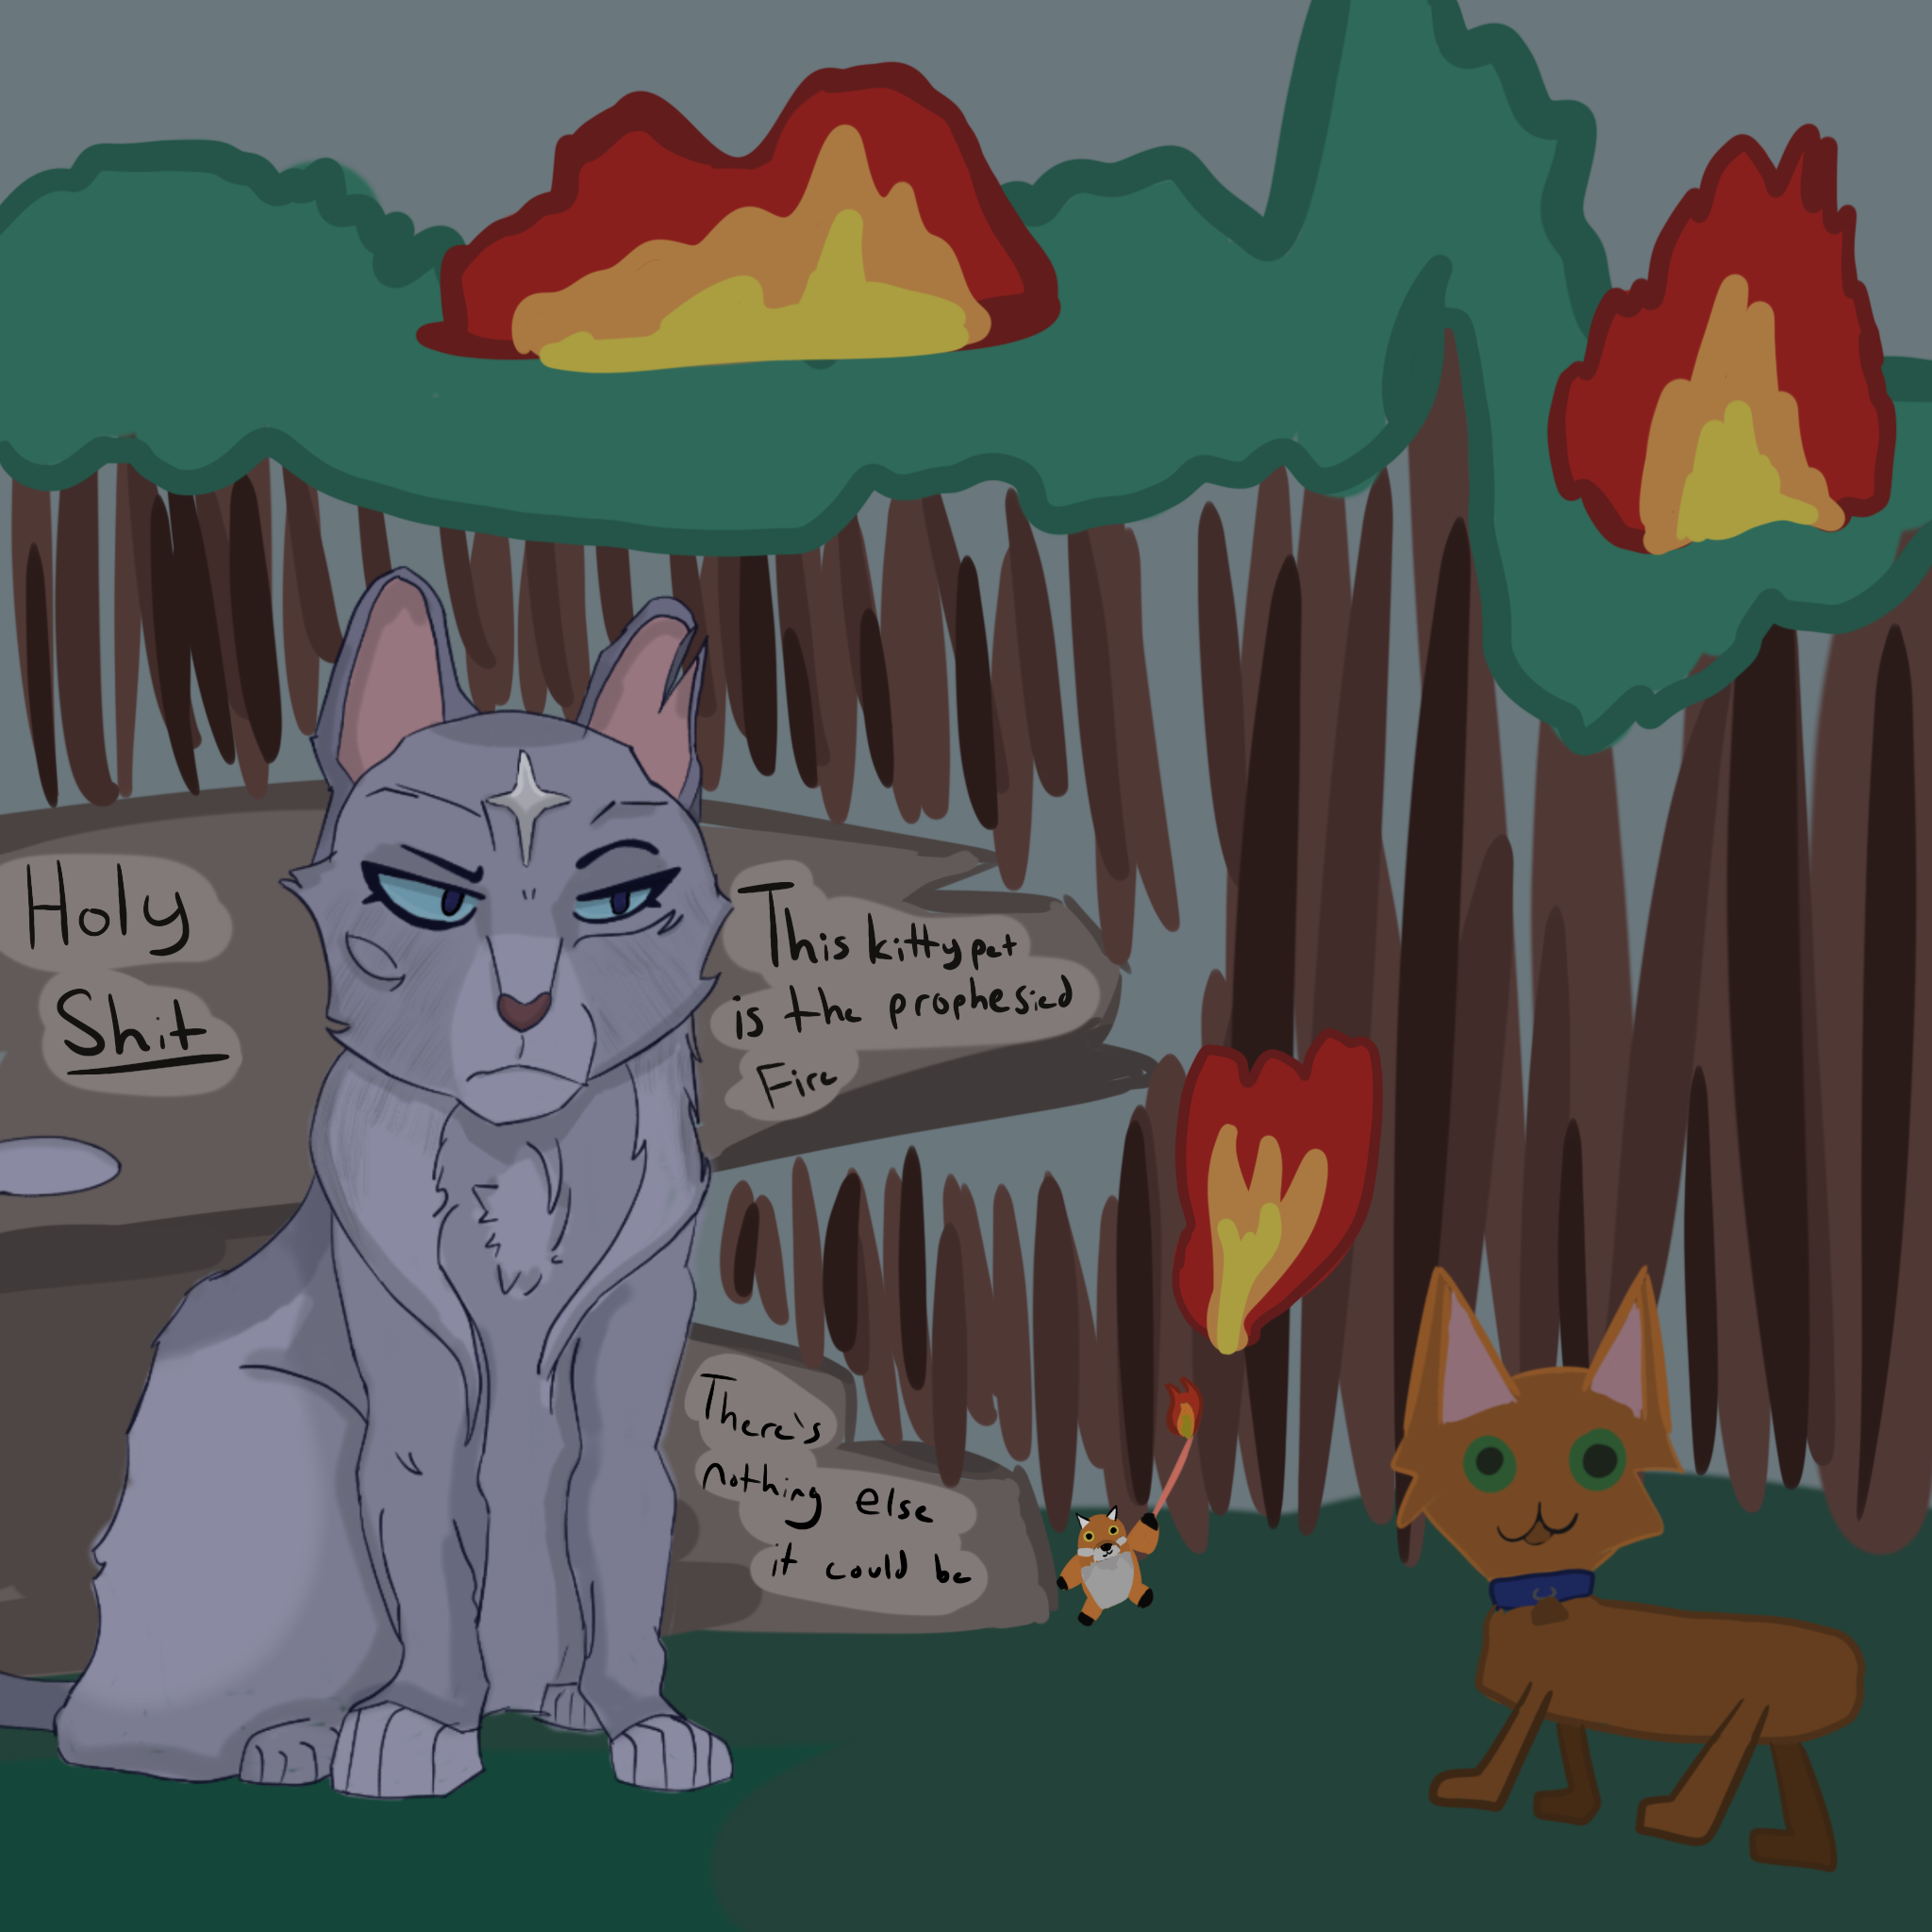 Holy
Shit
This kittypet
is the prophesied
Fire
There's
nothing else
it could be